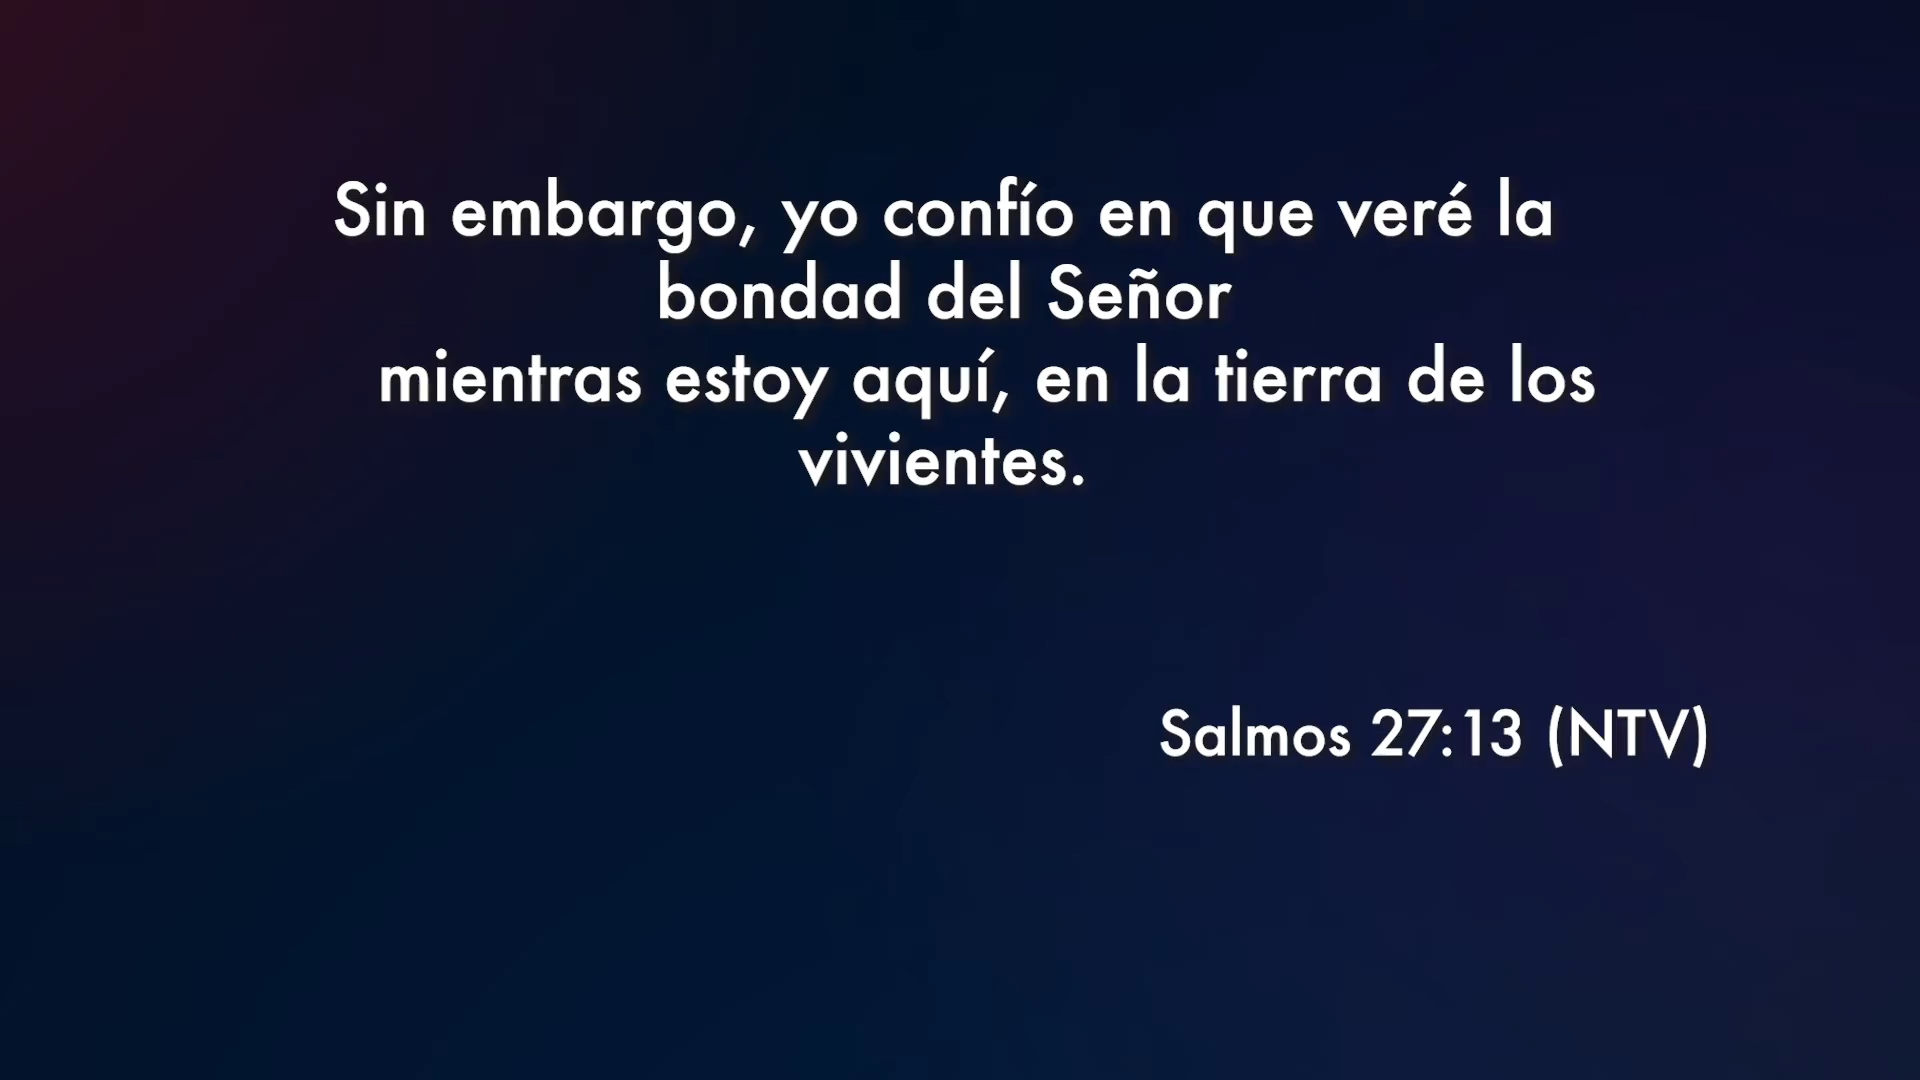 Sin embargo, yo confío en que veré la
bondad del Señor
mientras estoy aquí, en la tierra de los
vivientes.
Salmos 27:13 (NTV)